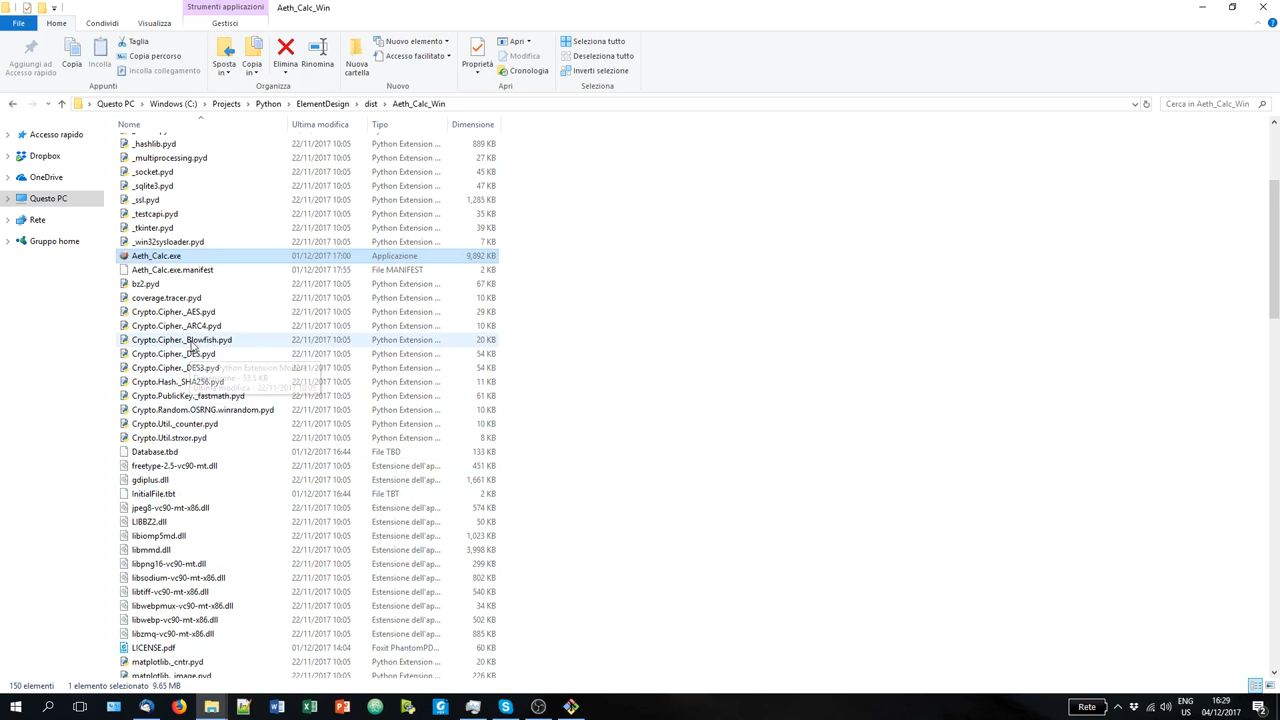 Strumenti applicazioni Aeth_Calc_Win
File Home Condividi Visualizza Gestisci
Aggiungi ad Accesso rapido
Copia
Incolla
Taglia
Copia percorso
Incolla collegamento
Appunti
Sposta in
Copia in
Elimina
Rinomina
Organizza
Nuova cartella
Nuovo elemento
Accesso facilitato
Nuovo
Proprietà
Apri
Modifica
Cronologia
Apri
Seleziona tutto
Deseleziona tutto
Inverti selezione
Seleziona
Questo PC > Windows (C:) > Projects > Python > ElementDesign > dist > Aeth_Calc_Win
Cerca in Aeth_Calc_Win
Accesso rapido
Dropbox
OneDrive
Questo PC
Rete
Gruppo home
Nome Ultima modifica Tipo Dimensione
_hashlib.pyd 22/11/2017 10:05 Python Extension ... 889 KB
_multiprocessing.pyd 22/11/2017 10:05 Python Extension ... 27 KB
_socket.pyd 22/11/2017 10:05 Python Extension ... 45 KB
_sqlite3.pyd 22/11/2017 10:05 Python Extension ... 47 KB
_ssl.pyd 22/11/2017 10:05 Python Extension ... 1,285 KB
_testcapi.pyd 22/11/2017 10:05 Python Extension ... 35 KB
_tkinter.pyd 22/11/2017 10:05 Python Extension ... 39 KB
_win32sysloader.pyd 22/11/2017 10:05 Python Extension ... 7 KB
Aeth_Calc.exe 01/12/2017 17:00 Applicazione 9,892 KB
Aeth_Calc.exe.manifest 01/12/2017 17:55 File MANIFEST 2 KB
bz2.pyd 22/11/2017 10:05 Python Extension ... 67 KB
coverage.tracer.pyd 22/11/2017 10:05 Python Extension ... 10 KB
Crypto.Cipher._AES.pyd 22/11/2017 10:05 Python Extension ... 29 KB
Crypto.Cipher._ARC4.pyd 22/11/2017 10:05 Python Extension ... 10 KB
Crypto.Cipher._Blowfish.pyd 22/11/2017 10:05 Python Extension ... 20 KB
Crypto.Cipher._DES.pyd 22/11/2017 10:05 Python Extension ... 54 KB
Crypto.Cipher._DES3.pyd 22/11/2017 10:05 Python Extension ... 54 KB
Crypto.Hash._SHA256.pyd 22/11/2017 10:05 Python Extension ... 11 KB
Crypto.PublicKey._fastmath.pyd 22/11/2017 10:05 Python Extension ... 61 KB
Crypto.Random.OSRNG.winrandom.pyd 22/11/2017 10:05 Python Extension ... 10 KB
Crypto.Util._counter.pyd 22/11/2017 10:05 Python Extension ... 10 KB
Crypto.Util.strxor.pyd 22/11/2017 10:05 Python Extension ... 8 KB
Database.tbd 01/12/2017 16:44 File TBD 133 KB
freetype-2.5-vc90-mt.dll 22/11/2017 10:05 Estensione dell'ap... 451 KB
gdiplus.dll 22/11/2017 10:05 Estensione dell'ap... 1,661 KB
InitialFile.tbt 01/12/2017 16:44 File TBT 2 KB
jpeg8-vc90-mt-x86.dll 22/11/2017 10:05 Estensione dell'ap... 574 KB
LIBBZ2.dll 22/11/2017 10:05 Estensione dell'ap... 50 KB
libiomp5md.dll 22/11/2017 10:05 Estensione dell'ap... 1,023 KB
libmmd.dll 22/11/2017 10:05 Estensione dell'ap... 3,998 KB
libpng16-vc90-mt.dll 22/11/2017 10:05 Estensione dell'ap... 299 KB
libsodium-vc90-mt-x86.dll 22/11/2017 10:05 Estensione dell'ap... 802 KB
libtiff-vc90-mt-x86.dll 22/11/2017 10:05 Estensione dell'ap... 540 KB
libwebpmux-vc90-mt-x86.dll 22/11/2017 10:05 Estensione dell'ap... 34 KB
libwebp-vc90-mt-x86.dll 22/11/2017 10:05 Estensione dell'ap... 502 KB
libzmq-vc90-mt-x86.dll 22/11/2017 10:05 Estensione dell'ap... 885 KB
LICENSE.pdf 01/12/2017 14:04 Foxit PhantomPD... 60 KB
matplotlib._cntr.pyd 22/11/2017 10:05 Python Extension ... 20 KB
matplotlib._image.pyd 22/11/2017 10:05 Python Extension ... 226 KB
150 elementi 1 elemento selezionato 9.65 MB
Rete ENG 16:29
US 04/12/2017